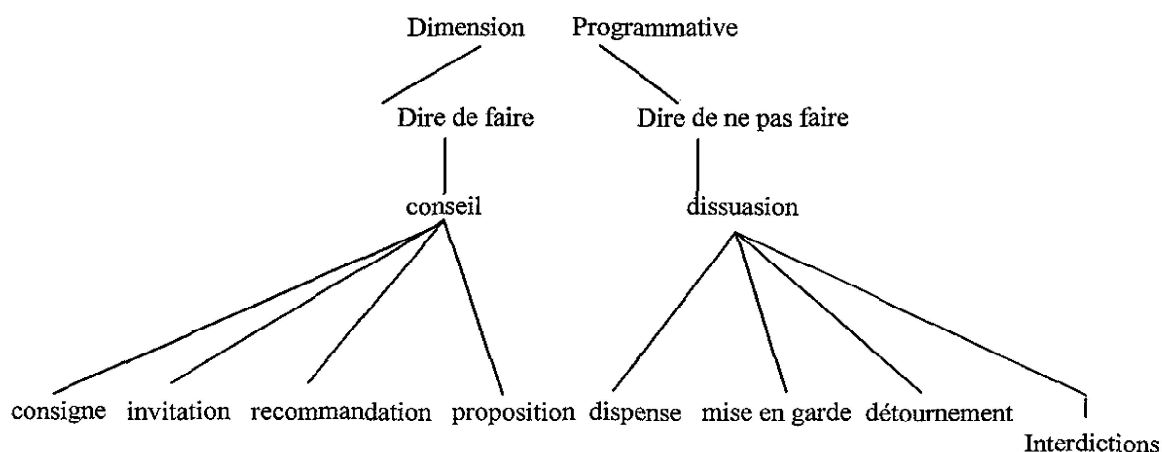 Dimension Programmative
Dire de faire Dire de ne pas faire
conseil dissuasion
consigne invitation recommandation proposition dispense mise en garde détournement
Interdictions